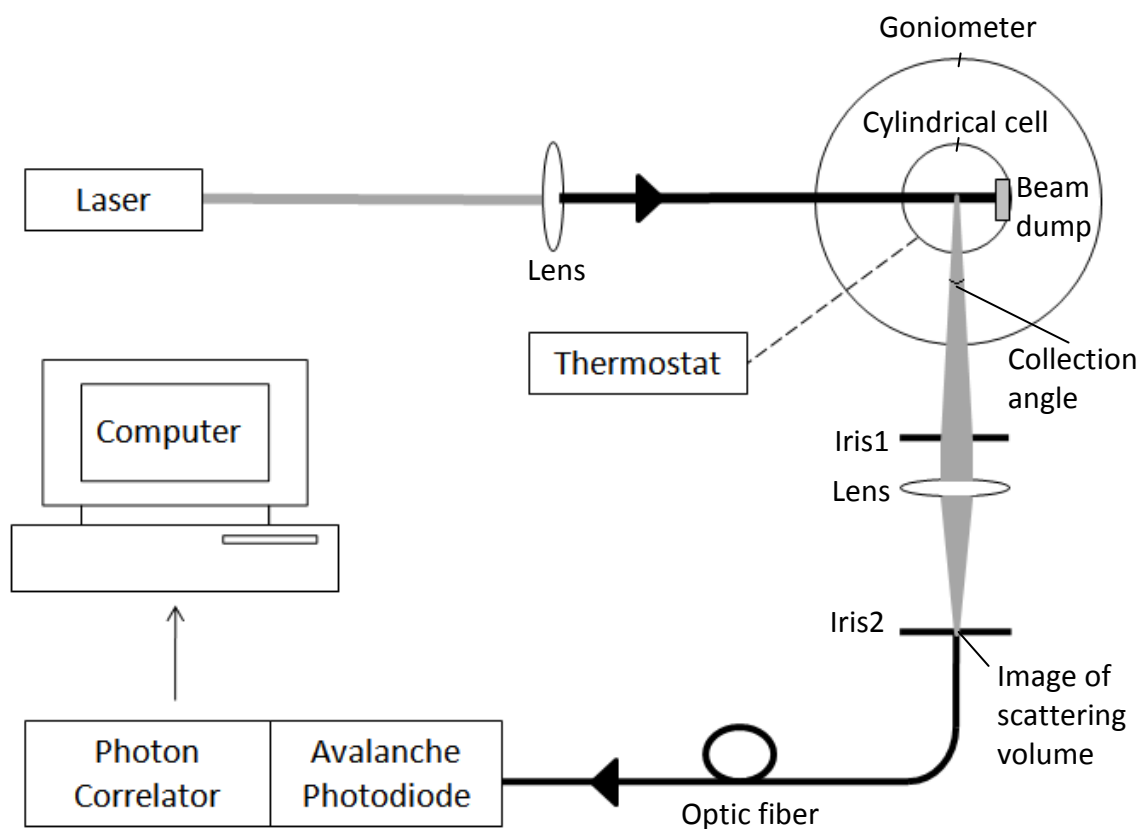 Goniometer
Cylindrical cell
Laser
Beam
dump
Lens
Thermostat
Collection
angle
Computer
Iris1
Lens
Iris2
Image of
scattering
volume
Photon
Correlator
Avalanche
Photodiode
Optic fiber